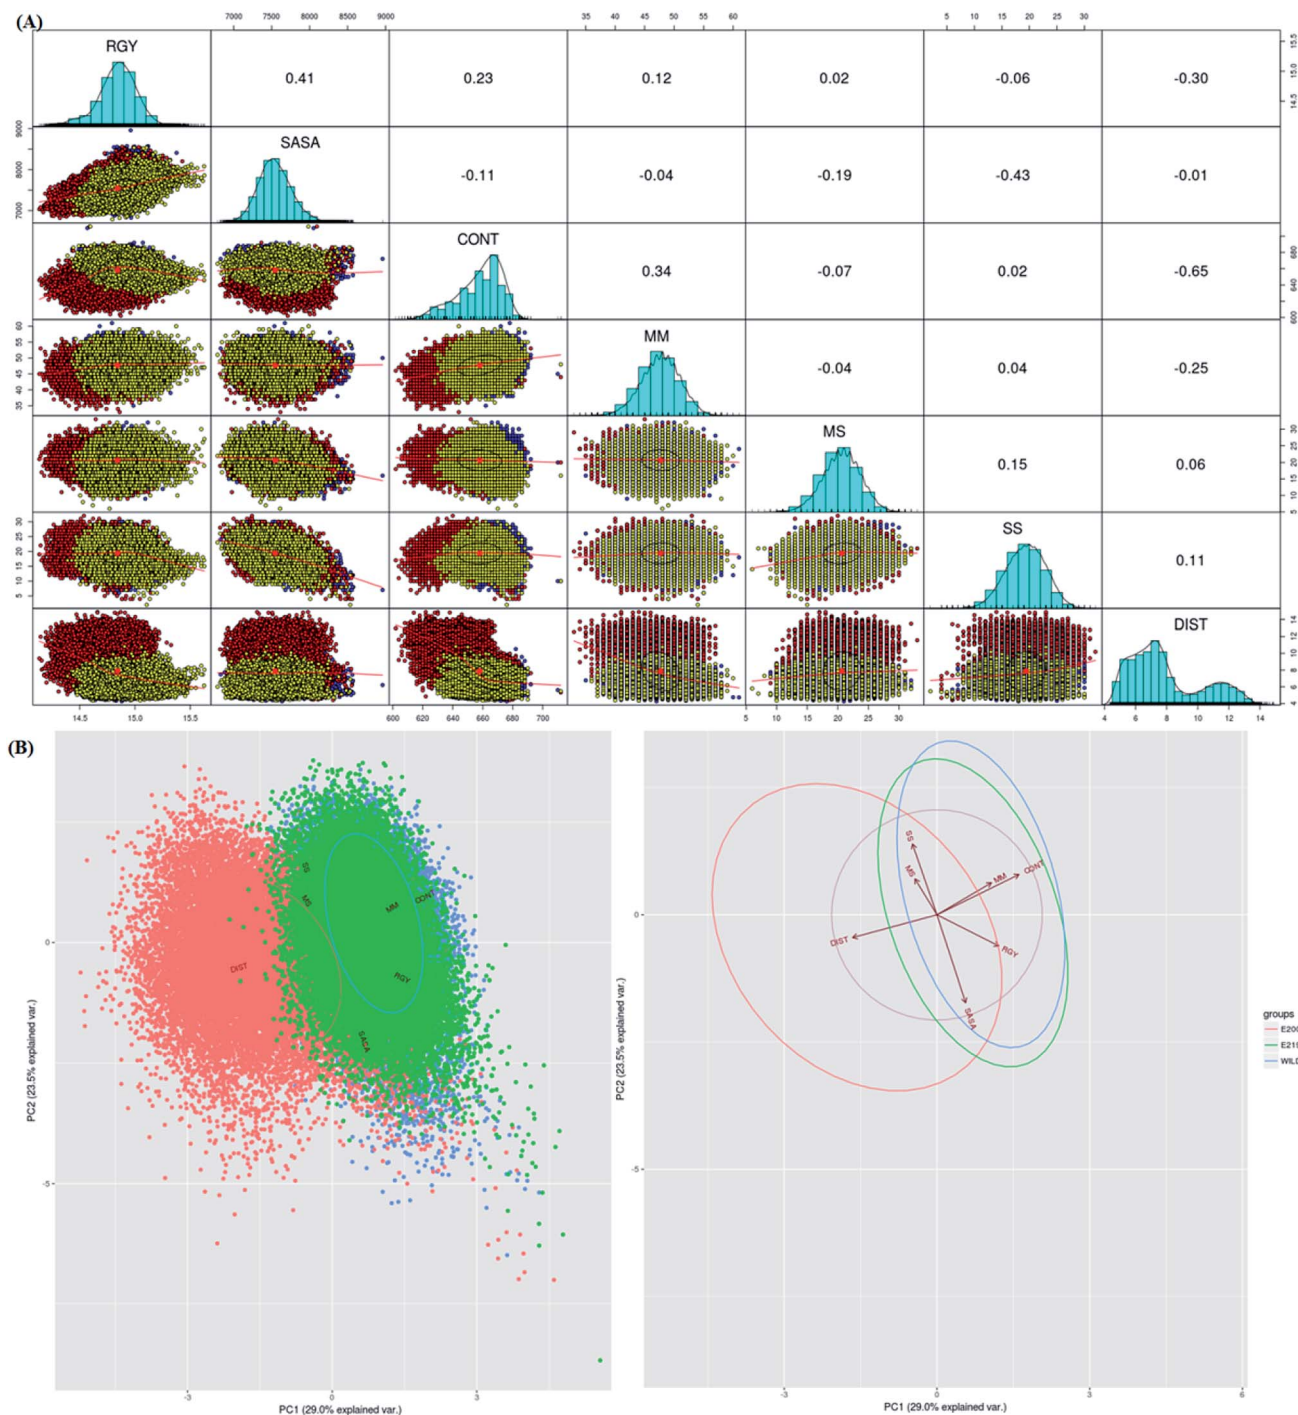 (A)
7000 7500 8000 8500 9000 35 40 45 50 55 60 5 10 15 20 25 30
RGY 0.41 0.23 0.12 0.02 -0.06 -0.30
14.5 15.0 15.5
7000 8000 9000
SASA -0.11 -0.04 -0.19 -0.43 -0.01
CONT 0.34 -0.07 0.02 -0.65
600 640 680
35 40 45 50 55 60
MM -0.04 0.04 -0.25
MS 0.15 0.06
5 10 15 20 25 30
5 10 15 20 25 30
SS 0.11
DIST
4 6 8 10 12 14
14.5 15.0 15.5 600 620 640 660 680 700 5 10 15 20 25 30 4 6 8 10 12 14
(B)
SS
MS
MM
CONT
DIST
RGY
SASA
0
-5
-3 0 3
PC1 (29.0% explained var.)
PC2 (23.5% explained var.)
SS
MS
MM
CONT
DIST
RGY
SASA
0
-5
-3 0 3 6
PC1 (29.0% explained var.)
PC2 (23.5% explained var.)
groups
E200
WILD